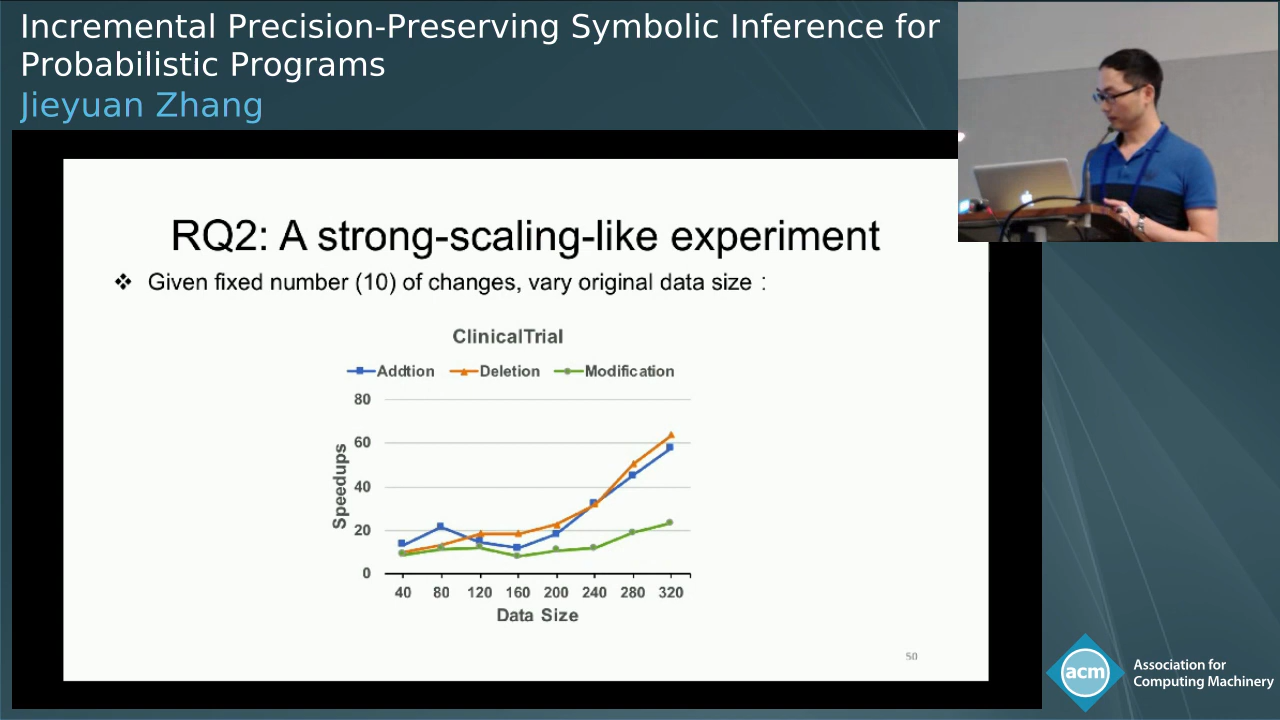 Incremental Precision-Preserving Symbolic Inference for
Probabilistic Programs
Jieyuan Zhang
RQ2: A strong-scaling-like experiment
❖ Given fixed number (10) of changes, vary original data size :
ClinicalTrial
Addtion Deletion Modification
80
60
40
20
0
Speedups
40 80 120 160 200 240 280 320
Data Size
50
acm
Association for
Computing Machinery